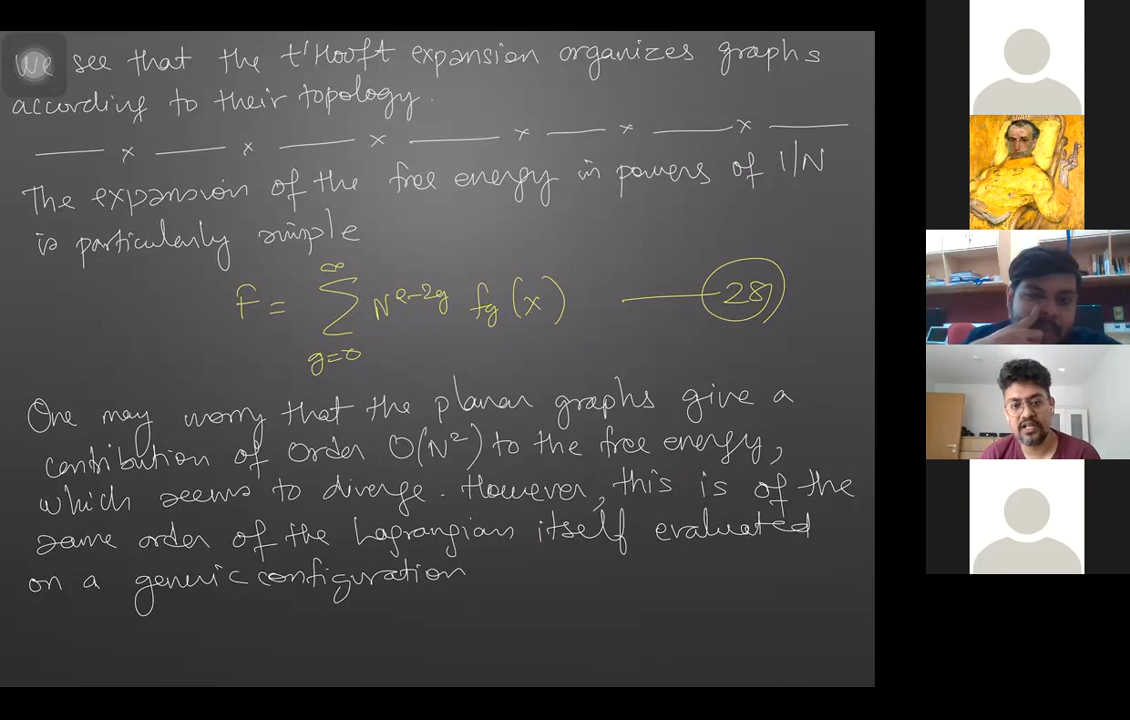 We see that the t'Hooft expansion organizes graphs
according to their topology.
The expansion of the free energy in powers of 1/N
is particularly simple
F = ∑_{g=0}^{∞} N^{2-2g} f_g(x) —— (28)
One may worry that the planar graphs give a
contribution of order O(N²) to the free energy,
which seems to diverge. However, this is of the
same order of the Lagrangian itself evaluated
on a generic configuration